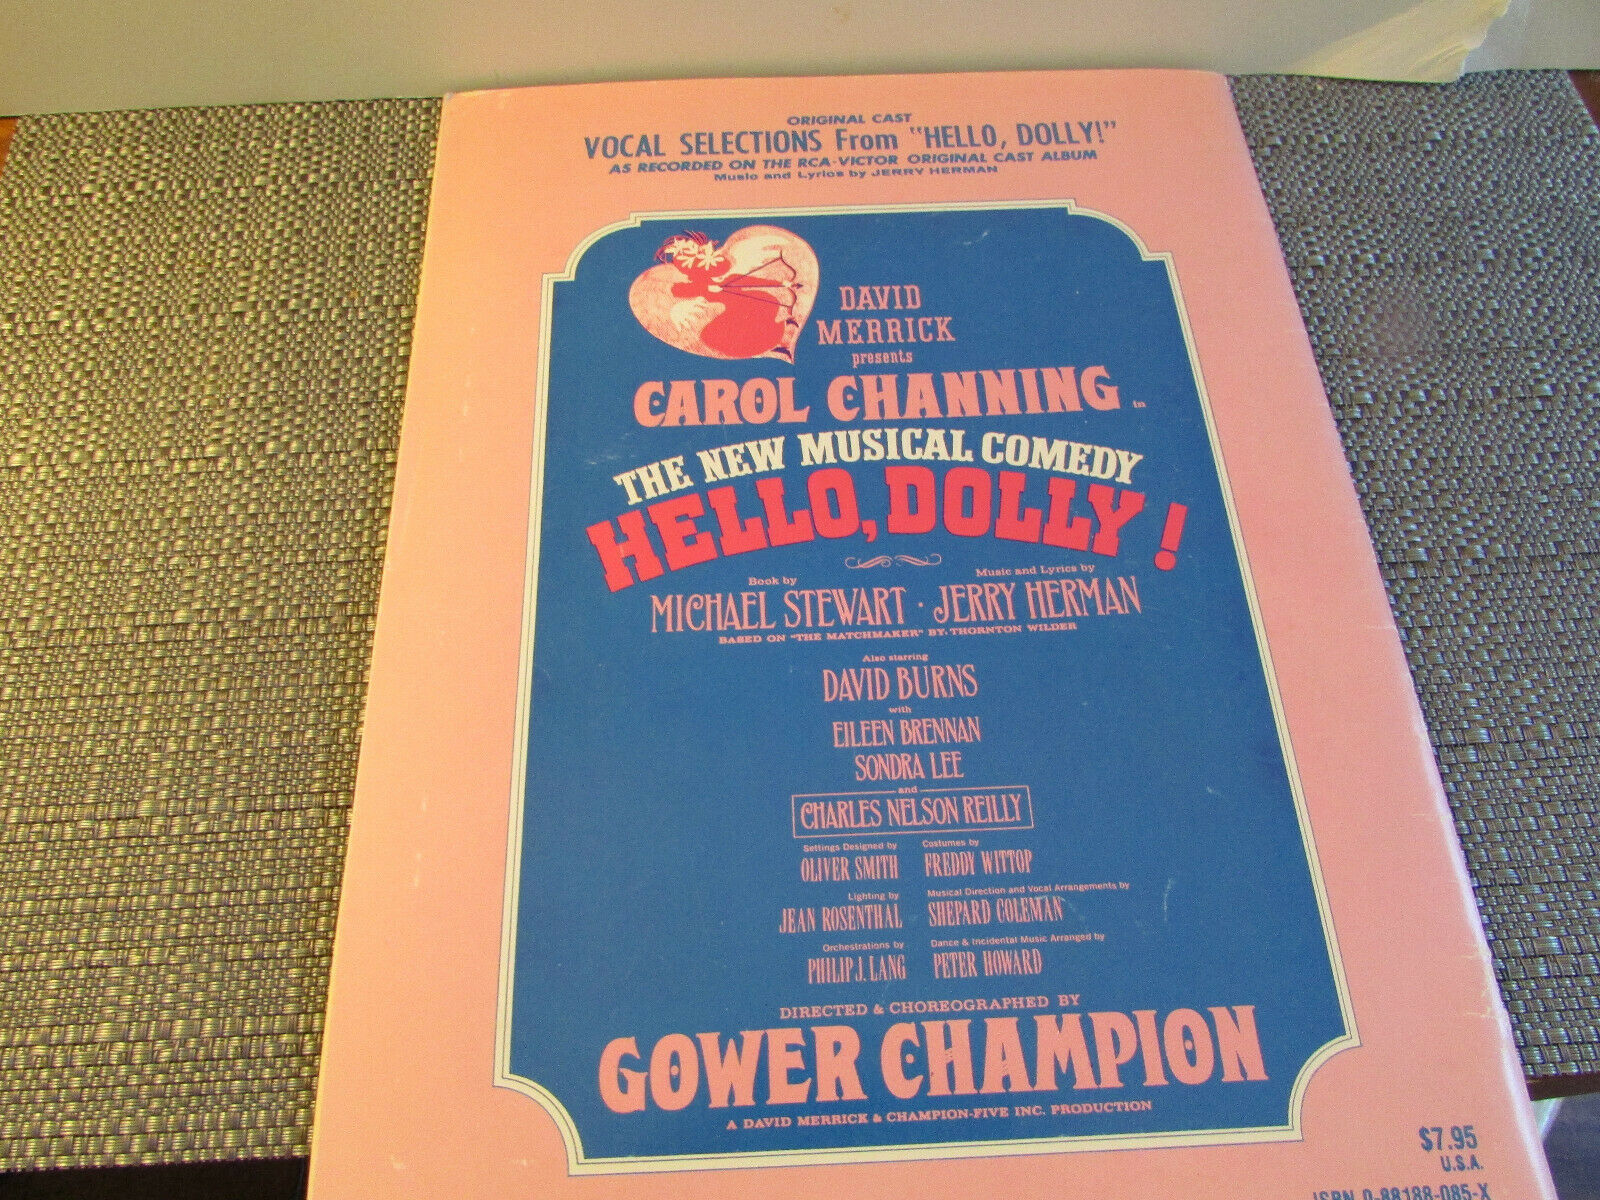 ORIGINAL CAST
VOCAL SELECTIONS From "HELLO, DOLLY!"
AS RECORDED ON THE RCA-VICTOR ORIGINAL CAST ALBUM
Music and Lyrics by JERRY HERMAN
DAVID
MERRICK
presents
CAROL CHANNING in
THE NEW MUSICAL COMEDY
HELLO, DOLLY!
Book by Music and Lyrics by
MICHAEL STEWART · JERRY HERMAN
BASED ON "THE MATCHMAKER" BY THORNTON WILDER
Also starring
DAVID BURNS
with
EILEEN BRENNAN
SONDRA LEE
and
CHARLES NELSON REILLY
Settings Designed by Costumes by
OLIVER SMITH FREDDY WITTOP
Lighting by Musical Direction and Vocal Arrangements by
JEAN ROSENTHAL SHEPARD COLEMAN
Orchestrations by Dance & Incidental Music Arranged by
PHILIP J. LANG PETER HOWARD
DIRECTED & CHOREOGRAPHED BY
GOWER CHAMPION
A DAVID MERRICK & CHAMPION-FIVE INC. PRODUCTION
$7.95
U.S.A.
ISBN 0-88188-085-X